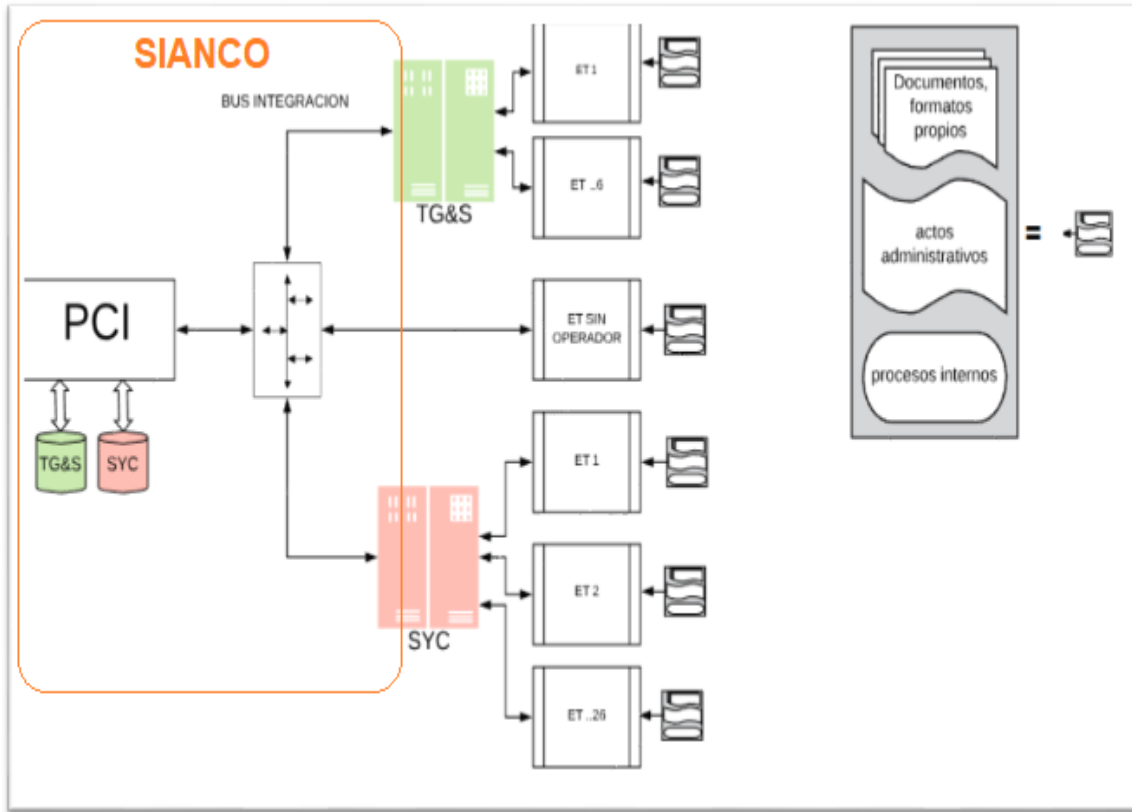 SIANCO
BUS INTEGRACION
TG&S
ET 1
ET ..6
PCI
TG&S
SYC
ET SIN
OPERADOR
SYC
ET 1
ET 2
ET ..26
Documentos,
formatos
propios
actos
administrativos
=
procesos internos